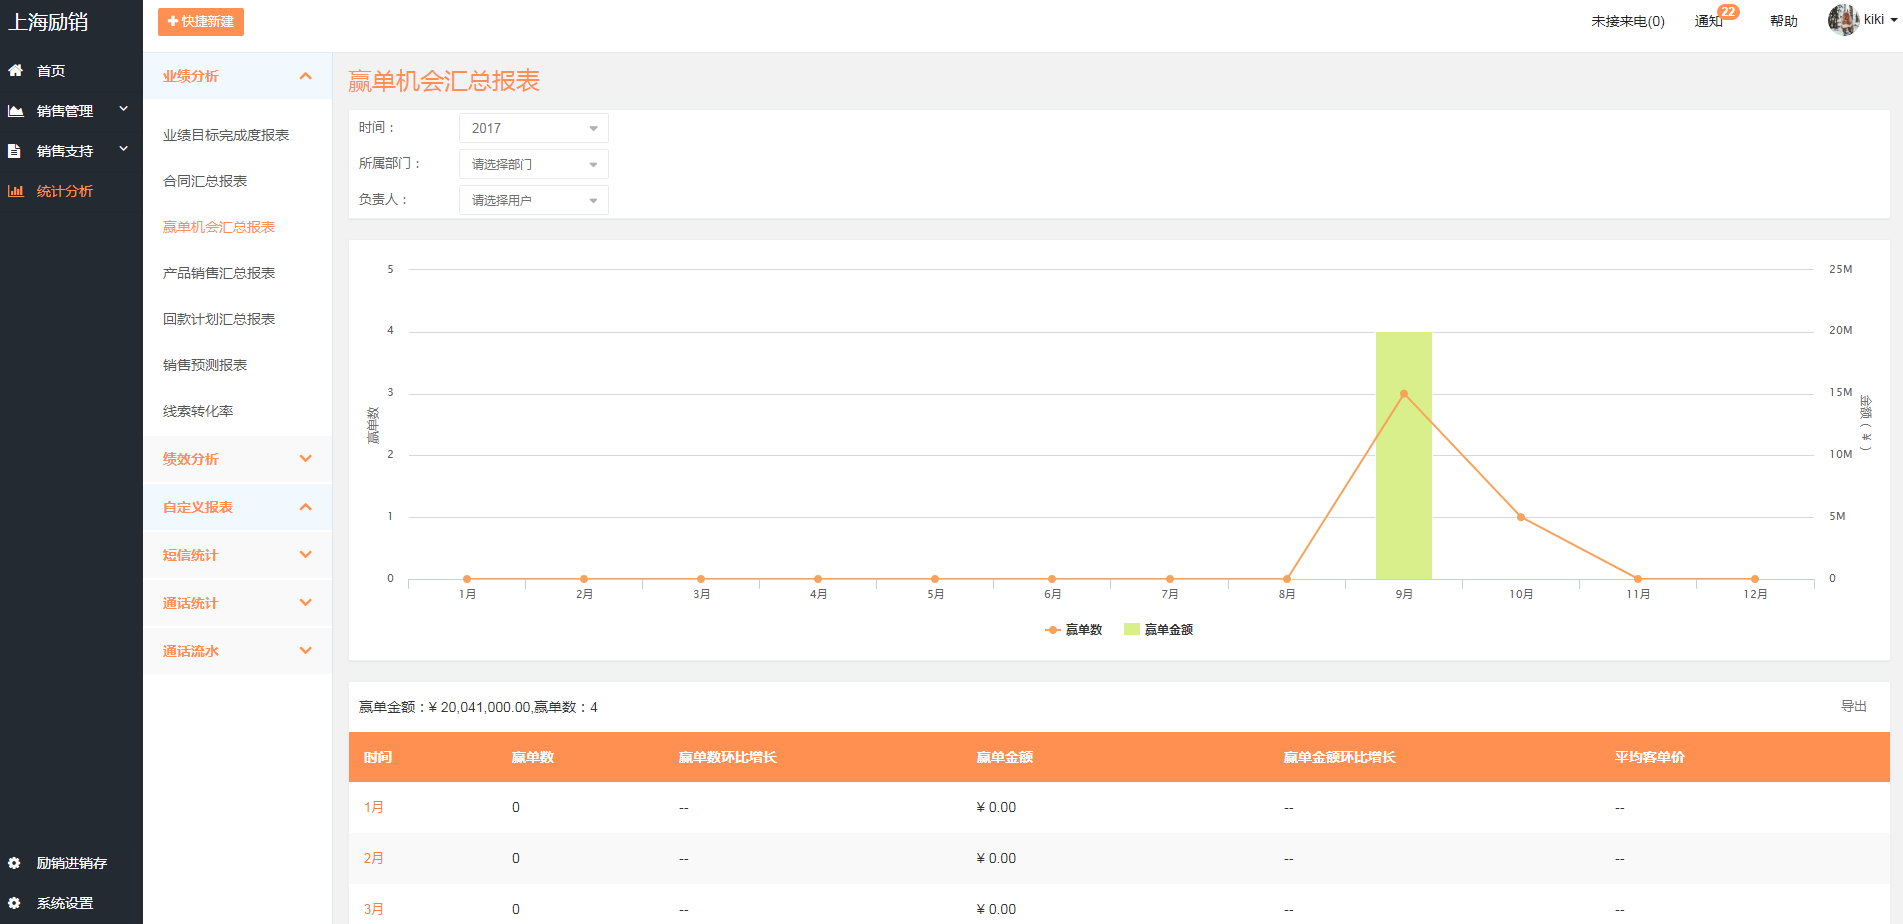 上海励销
快捷新建
未接来电(0)
通知
22
帮助
kiki
首页
销售管理
销售支持
统计分析
励销进销存
系统设置
业绩分析
业绩目标完成度报表
合同汇总报表
赢单机会汇总报表
产品销售汇总报表
回款计划汇总报表
销售预测报表
线索转化率
绩效分析
自定义报表
短信统计
通话统计
通话流水
赢单机会汇总报表
时间：
2017
所属部门：
请选择部门
负责人：
请选择用户
5
4
3
2
1
0
赢单数
25M
20M
15M
10M
5M
0
金额（¥）
1月 2月 3月 4月 5月 6月 7月 8月 9月 10月 11月 12月
赢单数 赢单金额
赢单金额：¥ 20,041,000.00,赢单数：4
导出
时间 赢单数 赢单数环比增长 赢单金额 赢单金额环比增长 平均客单价
1月 0 -- ¥ 0.00 -- --
2月 0 -- ¥ 0.00 -- --
3月 0 -- ¥ 0.00 -- --